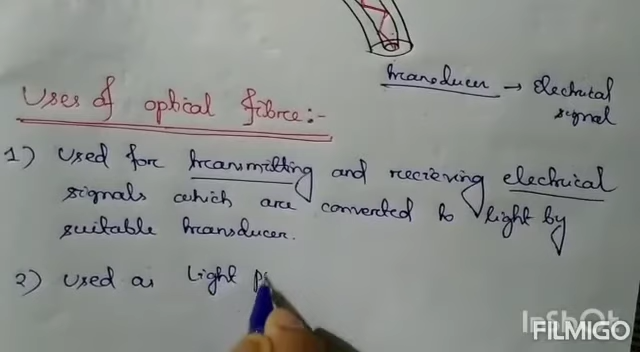 transducer → electrical
signal
Uses of optical fibre:-
1) Used for transmitting and recieving electrical
signals which are converted to light by
suitable transducer.
2) Used as light
InShot
FILMIGO